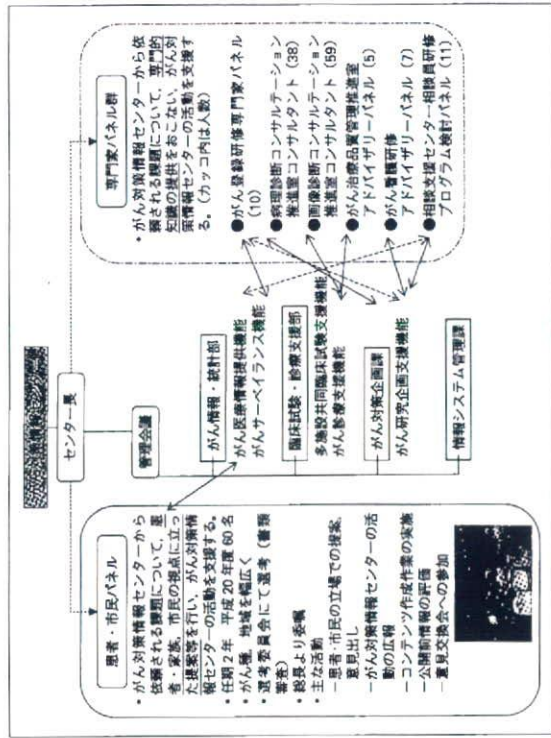 センター長
管理会議
患者・市民パネル
・がん対策情報センターから
依頼される課題について、患
者・家族、市民の視点に立っ
た提案等を行い、がん対策情
報センターの活動を支援する。
・任期2年 平成20年度60名
・がん種、地域を幅広く
・選考委員会にて選考（書類
審査）
・総長より委嘱
・主な活動
－患者・市民の立場での提案、
意見出し
－がん対策情報センターの活
動の広報
－コンテンツ作成作業の実施
－公開前情報の評価
－意見交換会への参加
がん情報・統計部
がん医療情報提供機能
がんサーベイランス機能
臨床試験・診療支援部
多施設共同臨床試験支援機能
がん診療支援機能
がん対策企画課
がん研究企画支援機能
情報システム管理課
専門家パネル群
・がん対策情報センターから依
頼される課題について、専門的
知識の提供をおこない、がん対
策情報センターの活動を支援す
る。（カッコ内は人数）
●がん登録研修専門家パネル
(10)
●病理診断コンサルテーション
推進室コンサルタント (38)
●画像診断コンサルテーション
推進室コンサルタント (59)
●がん治療品質管理推進室
アドバイザリーパネル (5)
●がん看護研修
アドバイザリーパネル (7)
●相談支援センター相談員研修
プログラム検討パネル (11)